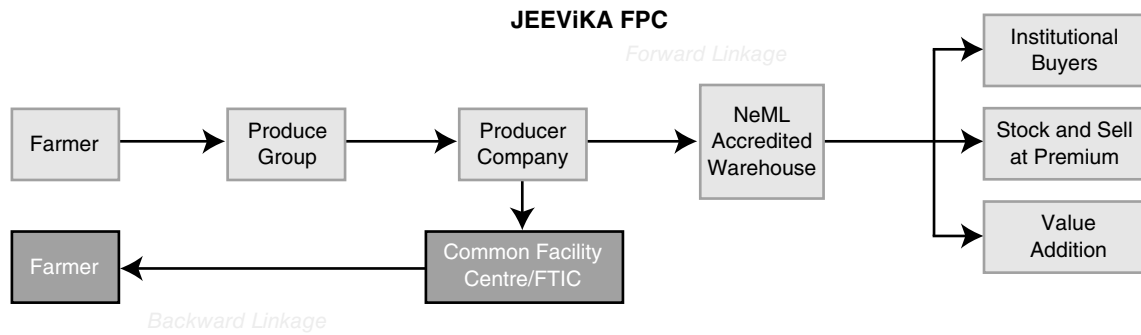 JEEViKA FPC
Forward Linkage
Institutional
Buyers
Farmer
Produce
Group
Producer
Company
NeML
Accredited
Warehouse
Stock and Sell
at Premium
Value
Addition
Farmer
Common Facility
Centre/FTIC
Backward Linkage